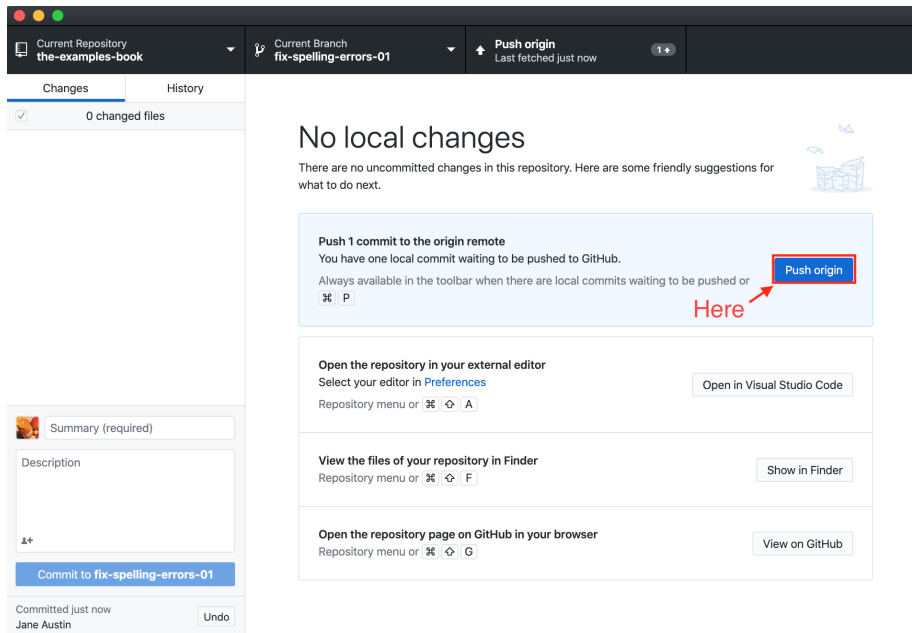 Current Repository
the-examples-book
Current Branch
fix-spelling-errors-01
Push origin
Last fetched just now
1
Changes
History
0 changed files
No local changes
There are no uncommitted changes in this repository. Here are some friendly suggestions for
what to do next.
Push 1 commit to the origin remote
You have one local commit waiting to be pushed to GitHub.
Always available in the toolbar when there are local commits waiting to be pushed or
⌘ P
Push origin
Here
Open the repository in your external editor
Select your editor in Preferences
Repository menu or ⌘ ⇧ A
Open in Visual Studio Code
View the files of your repository in Finder
Repository menu or ⌘ ⇧ F
Show in Finder
Open the repository page on GitHub in your browser
Repository menu or ⌘ ⇧ G
View on GitHub
Summary (required)
Description
Commit to fix-spelling-errors-01
Committed just now
Jane Austin
Undo